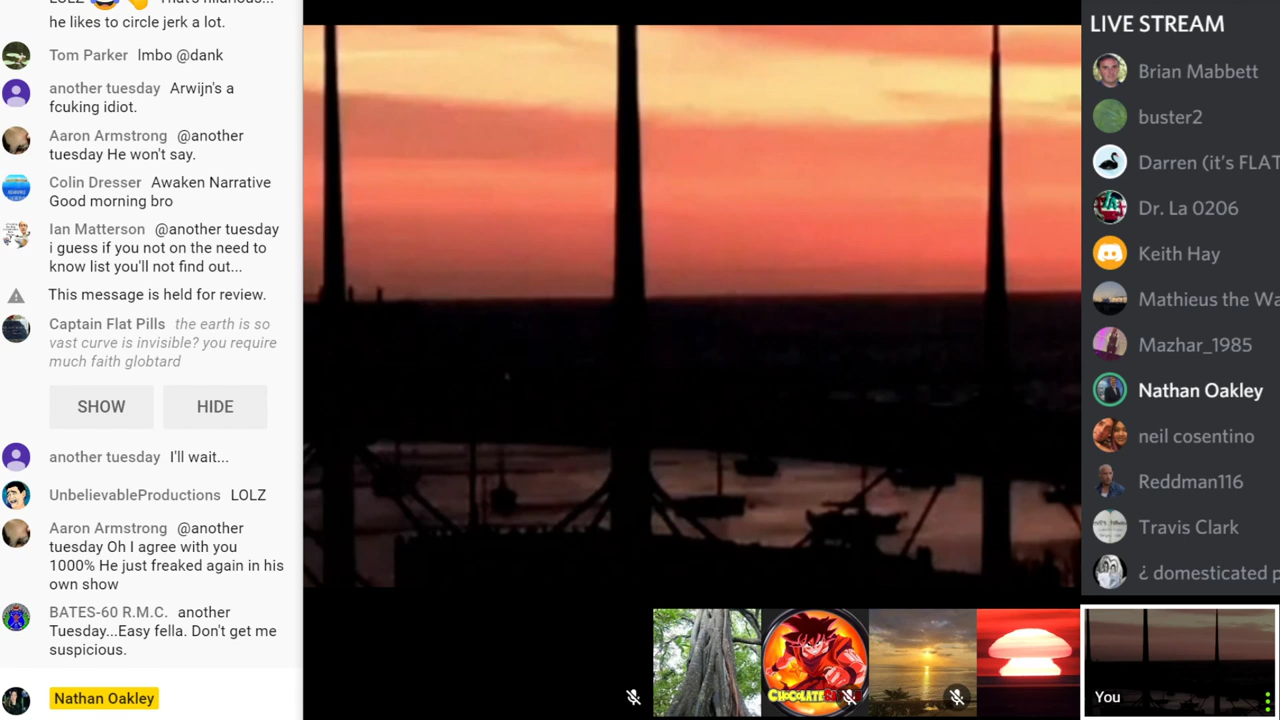 LOLZ That's hilarious...
he likes to circle jerk a lot.
Tom Parker lmbo @dank
another tuesday Arwijn's a
fcuking idiot.
Aaron Armstrong @another
tuesday He won't say.
Colin Dresser Awaken Narrative
Good morning bro
Ian Matterson @another tuesday
i guess if you not on the need to
know list you'll not find out...
This message is held for review.
Captain Flat Pills the earth is so
vast curve is invisible? you require
much faith globtard
SHOW HIDE
another tuesday I'll wait...
UnbelievableProductions LOLZ
Aaron Armstrong @another
tuesday Oh I agree with you
1000% He just freaked again in his
own show
BATES-60 R.M.C. another
Tuesday...Easy fella. Don't get me
suspicious.
Nathan Oakley
You
LIVE STREAM
Brian Mabbett
buster2
Darren (it's FLAT
Dr. La 0206
Keith Hay
Mathieus the Wa
Mazhar_1985
Nathan Oakley
neil cosentino
Reddman116
Travis Clark
¿ domesticated p